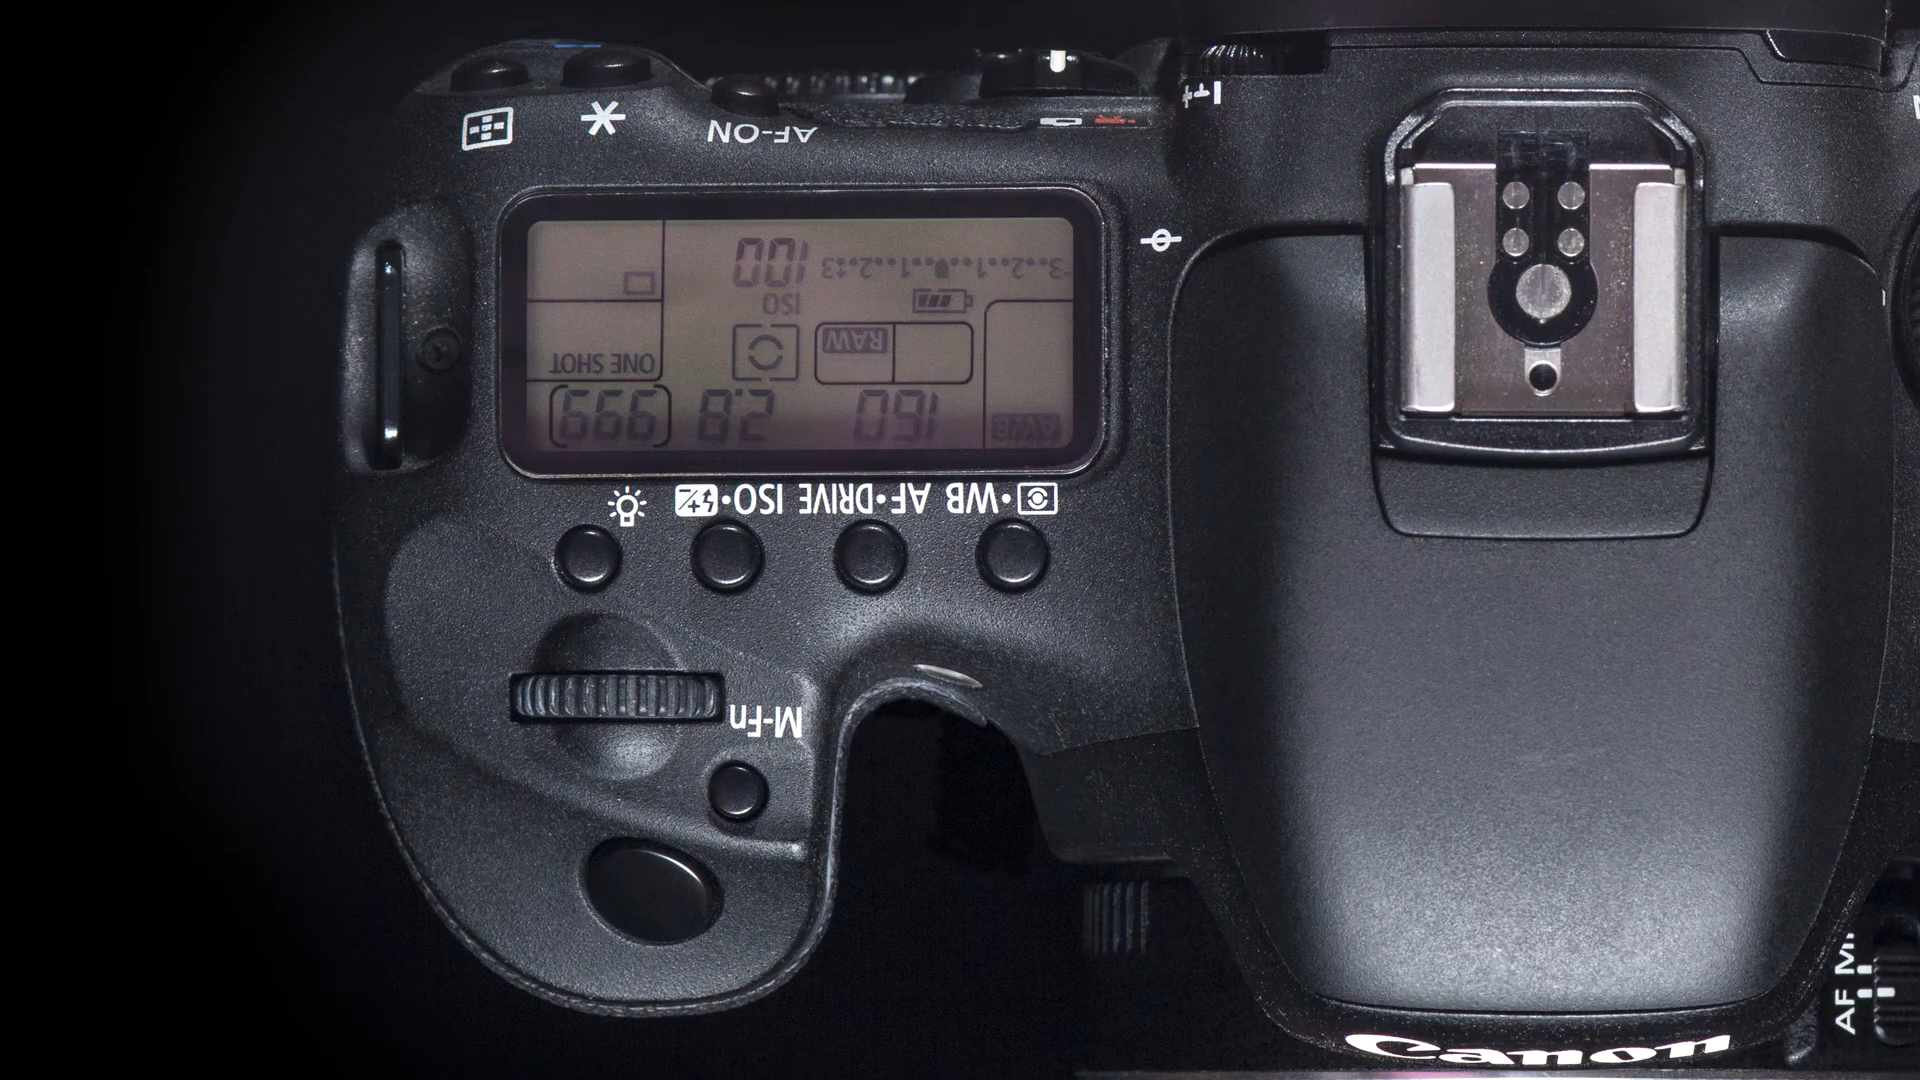 M-Fn
•WB AF•DRIVE ISO•
AWB 160 2.8 [999]
RAW ONE SHOT
ISO
-3..2..1..1..2..+3 100
AF-ON
Canon
AF